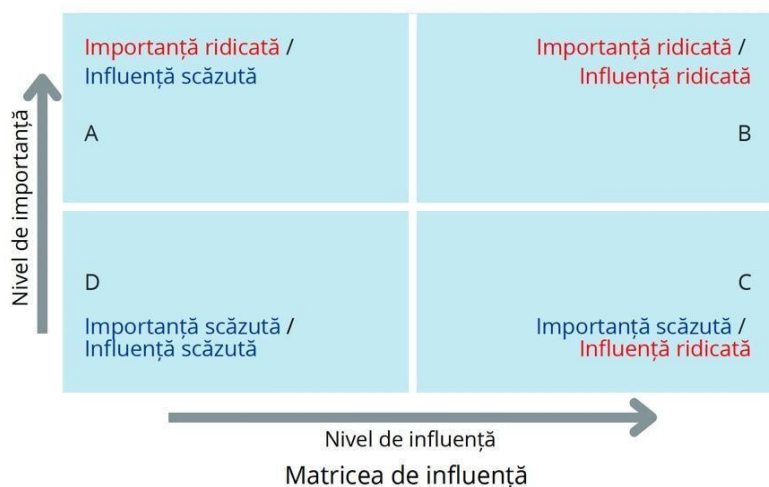 Importanță ridicată /
Influență scăzută
A
Importanță ridicată /
Influență ridicată
B
D
Importanță scăzută /
Influență scăzută
C
Importanță scăzută /
Influență ridicată
Nivel de importanță
Nivel de influență
Matricea de influență